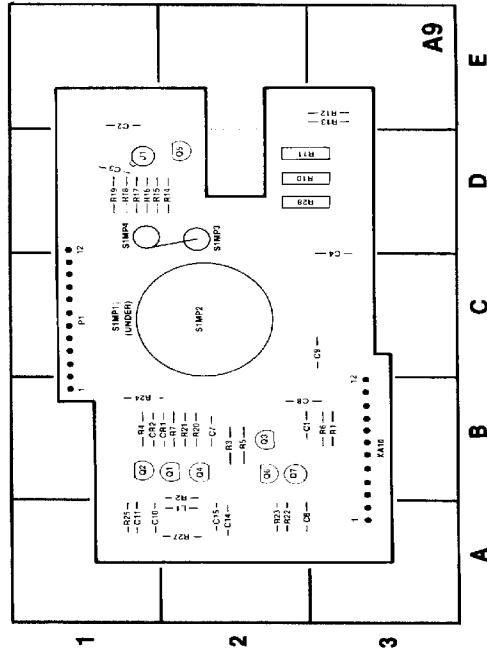 1
1
P1
12
S1MP1
(UNDER)
S1MP4
R19
C3
C2
R25
C11
C10
Q2
R24
R4
CR2
CR1
R7
R21
R20
C7
R18
R17
R16
R15
R14
U1
Q5
R27
L1
R2
Q1
Q4
S1MP2
S1MP3
2
C15
C14
R3
R5
Q3
R23
R22
C6
Q6
Q7
C8
C1
R6
R1
C9
C4
R28
R10
R11
R13
R12
3
1
XA10
12
A9
A
B
C
D
E